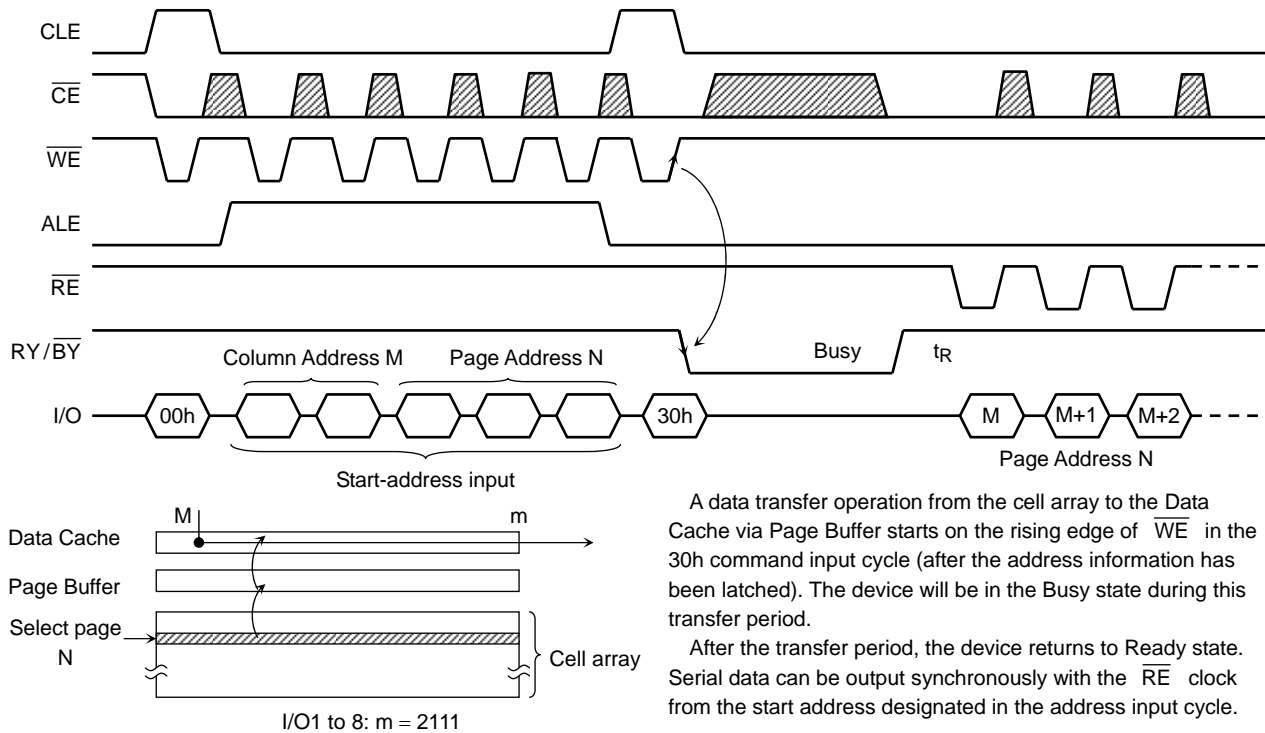 CLE
CE
WE
ALE
RE
RY/BY
Busy
tR
Column Address M
Page Address N
I/O
00h
30h
M
M+1
M+2
Start-address input
Page Address N
M
m
Data Cache
Page Buffer
Select page
N
Cell array
I/O1 to 8: m = 2111
A data transfer operation from the cell array to the Data
Cache via Page Buffer starts on the rising edge of WE in the
30h command input cycle (after the address information has
been latched). The device will be in the Busy state during this
transfer period.
After the transfer period, the device returns to Ready state.
Serial data can be output synchronously with the RE clock
from the start address designated in the address input cycle.